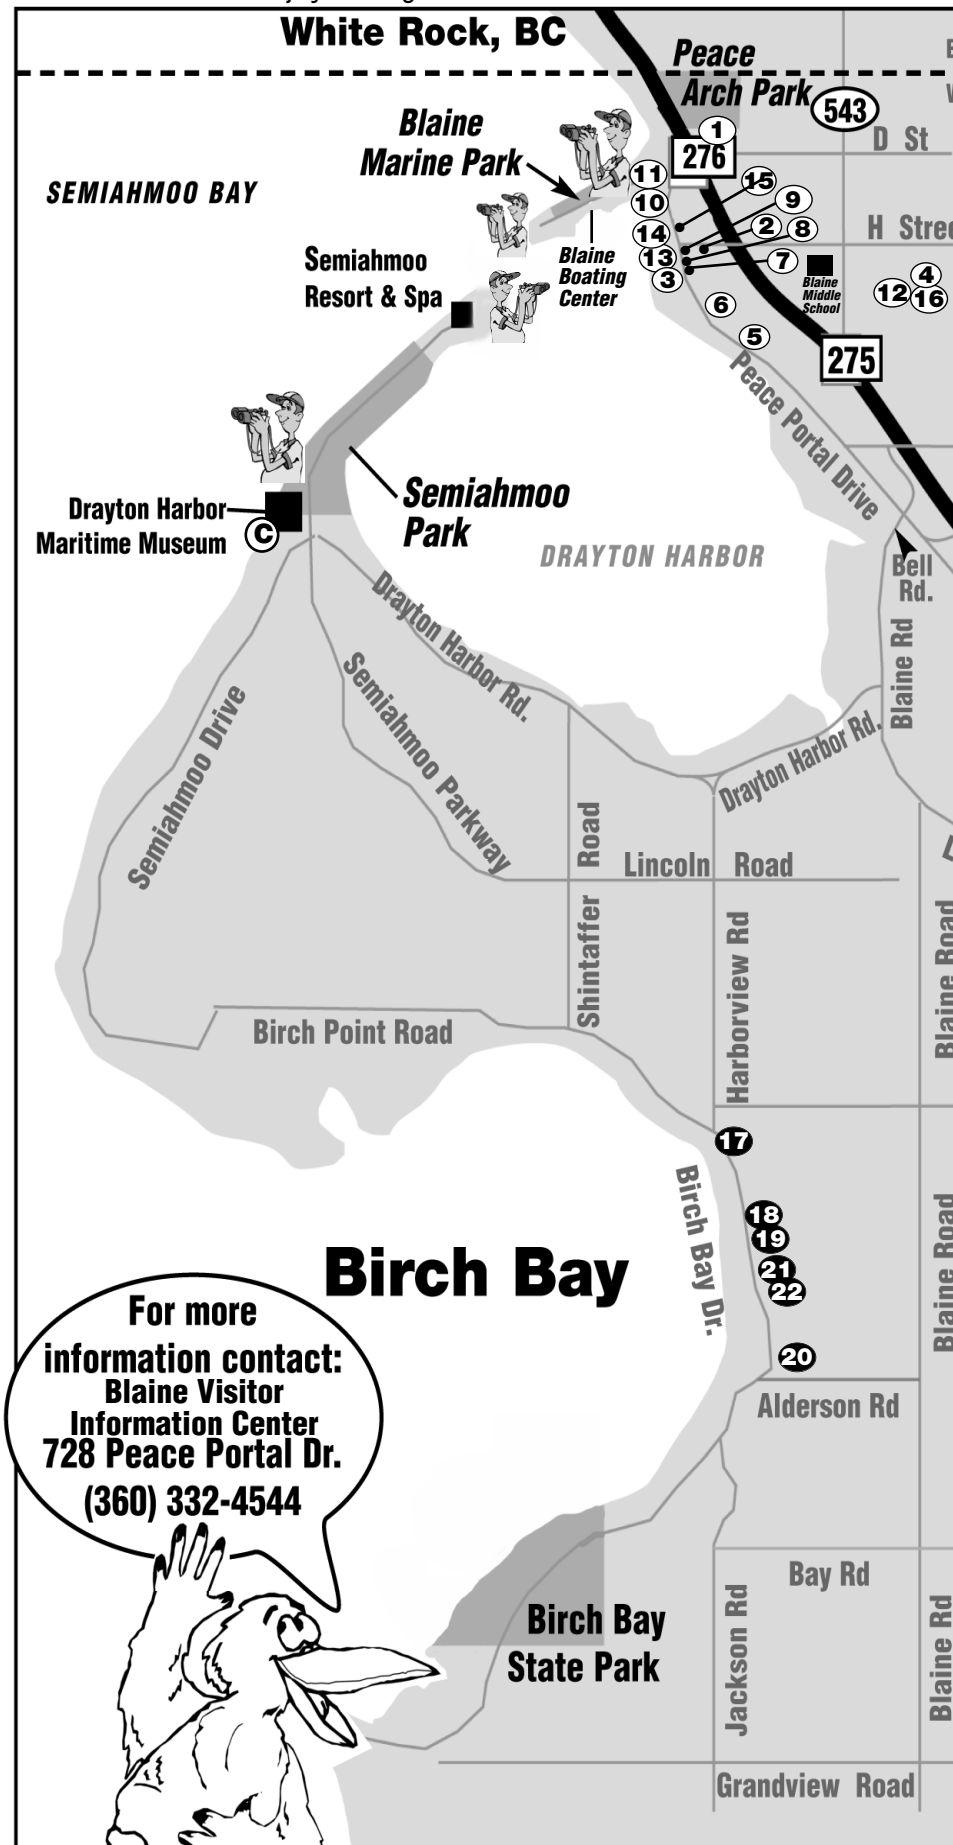 White Rock, BC
Peace
Arch Park
543
D St
1
276
Blaine
Marine Park
SEMIAHMOO BAY
11
15
10
9
14
2
8
H Stree
13
7
3
Blaine
Boating
Center
Semiahmoo
Resort & Spa
Blaine
Middle
School
4
12
16
6
5
275
Peace Portal Drive
Semiahmoo
Park
Drayton Harbor
Maritime Museum
C
DRAYTON HARBOR
Bell
Rd.
Blaine Rd
Drayton Harbor Rd.
Semiahmoo Drive
Semiahmoo Parkway
Drayton Harbor Rd.
Shintaffer Road
Lincoln Road
Harborview Rd
Blaine Road
Birch Point Road
17
Birch Bay Dr.
18
19
21
22
20
Blaine Road
Birch Bay
Alderson Rd
For more
information contact:
Blaine Visitor
Information Center
728 Peace Portal Dr.
(360) 332-4544
Bay Rd
Birch Bay
State Park
Jackson Rd
Blaine Rd
Grandview Road